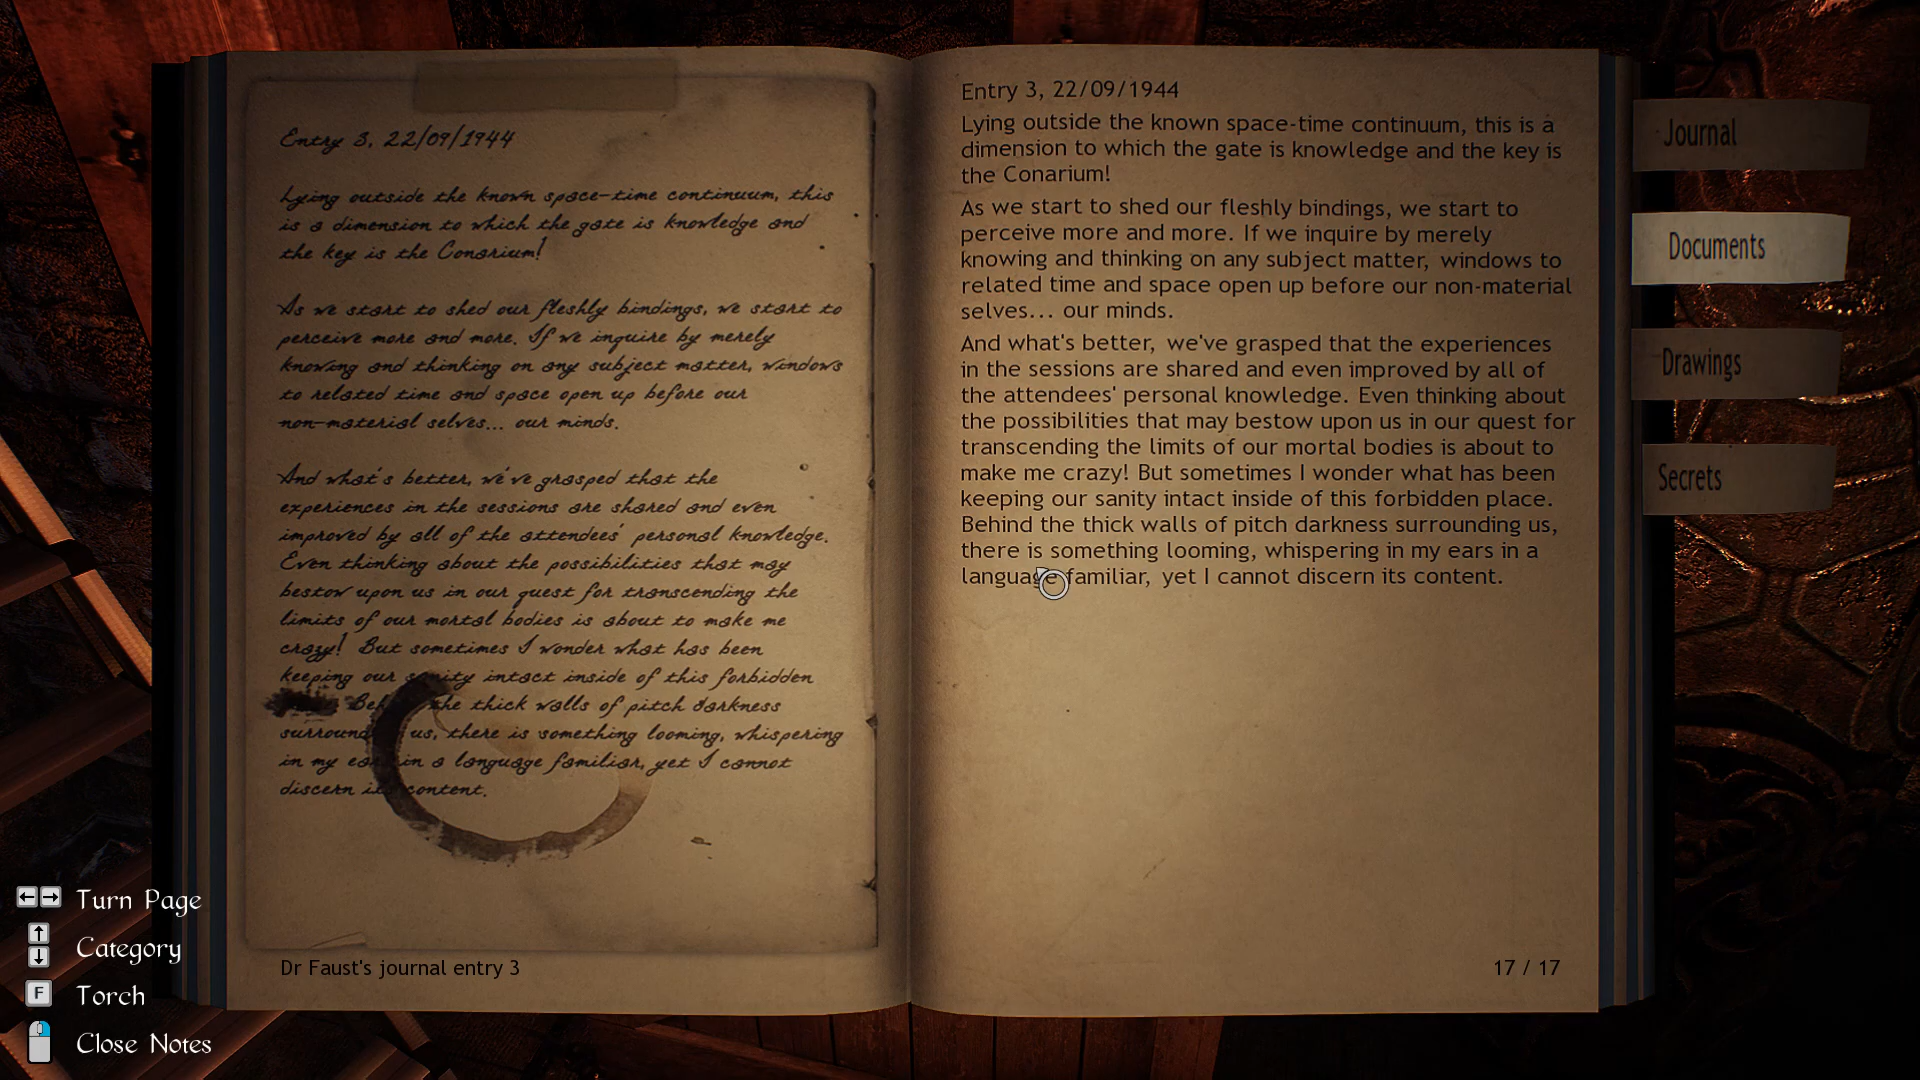 Entry 3, 22/09/1944
Lying outside the known space-time continuum, this
is a dimension to which the gate is knowledge and
the key is the Conarium!
As we start to shed our fleshly bindings, we start to
perceive more and more. If we inquire by merely
knowing and thinking on any subject matter, windows
to related time and space open up before our
non-material selves... our minds.
And what's better, we've grasped that the
experiences in the sessions are shared and even
improved by all of the attendees' personal knowledge.
Even thinking about the possibilities that may
bestow upon us in our quest for transcending the
limits of our mortal bodies is about to make me
crazy! But sometimes I wonder what has been
keeping our sanity intact inside of this forbidden
Behind the thick walls of pitch darkness
surrounding us, there is something looming, whispering
in my ears in a language familiar, yet I cannot
discern its content.
Dr Faust's journal entry 3
Entry 3, 22/09/1944
Lying outside the known space-time continuum, this is a
dimension to which the gate is knowledge and the key is
the Conarium!
As we start to shed our fleshly bindings, we start to
perceive more and more. If we inquire by merely
knowing and thinking on any subject matter, windows to
related time and space open up before our non-material
selves... our minds.
And what's better, we've grasped that the experiences
in the sessions are shared and even improved by all of
the attendees' personal knowledge. Even thinking about
the possibilities that may bestow upon us in our quest for
transcending the limits of our mortal bodies is about to
make me crazy! But sometimes I wonder what has been
keeping our sanity intact inside of this forbidden place.
Behind the thick walls of pitch darkness surrounding us,
there is something looming, whispering in my ears in a
language familiar, yet I cannot discern its content.
17 / 17
Journal
Documents
Drawings
Secrets
Turn Page
Category
F Torch
Close Notes